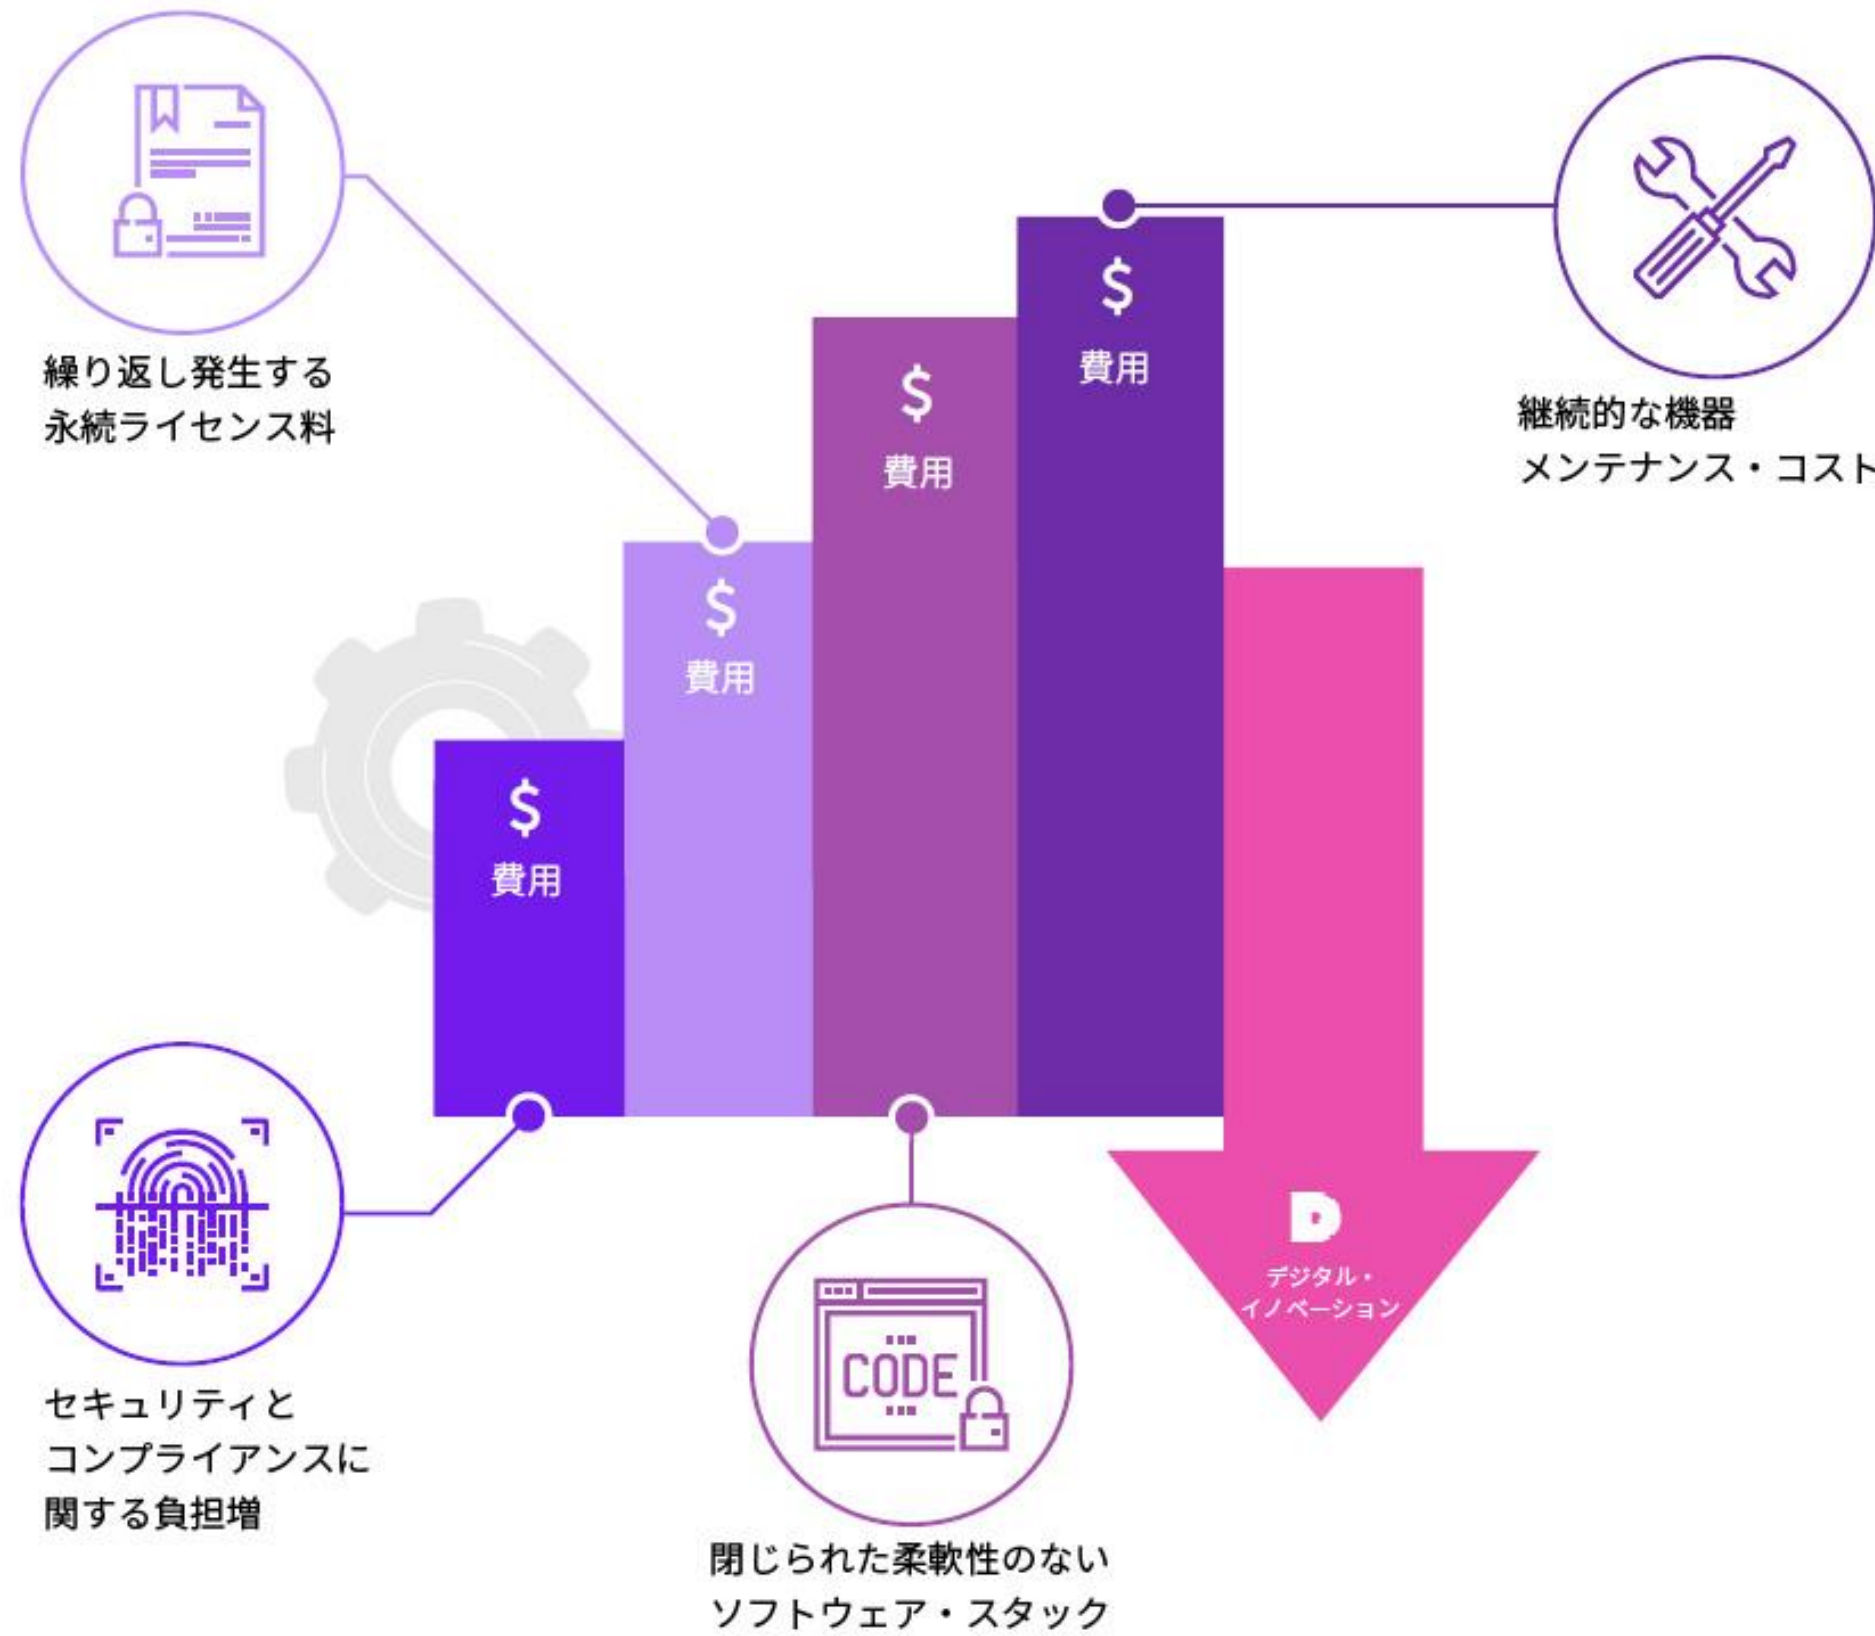 繰り返し発生する
永続ライセンス料
$
費用
継続的な機器
メンテナンス・コスト
$
費用
$
費用
$
費用
セキュリティと
コンプライアンスに
関する負担増
CODE
閉じられた柔軟性のない
ソフトウェア・スタック
D
デジタル・
イノベーション